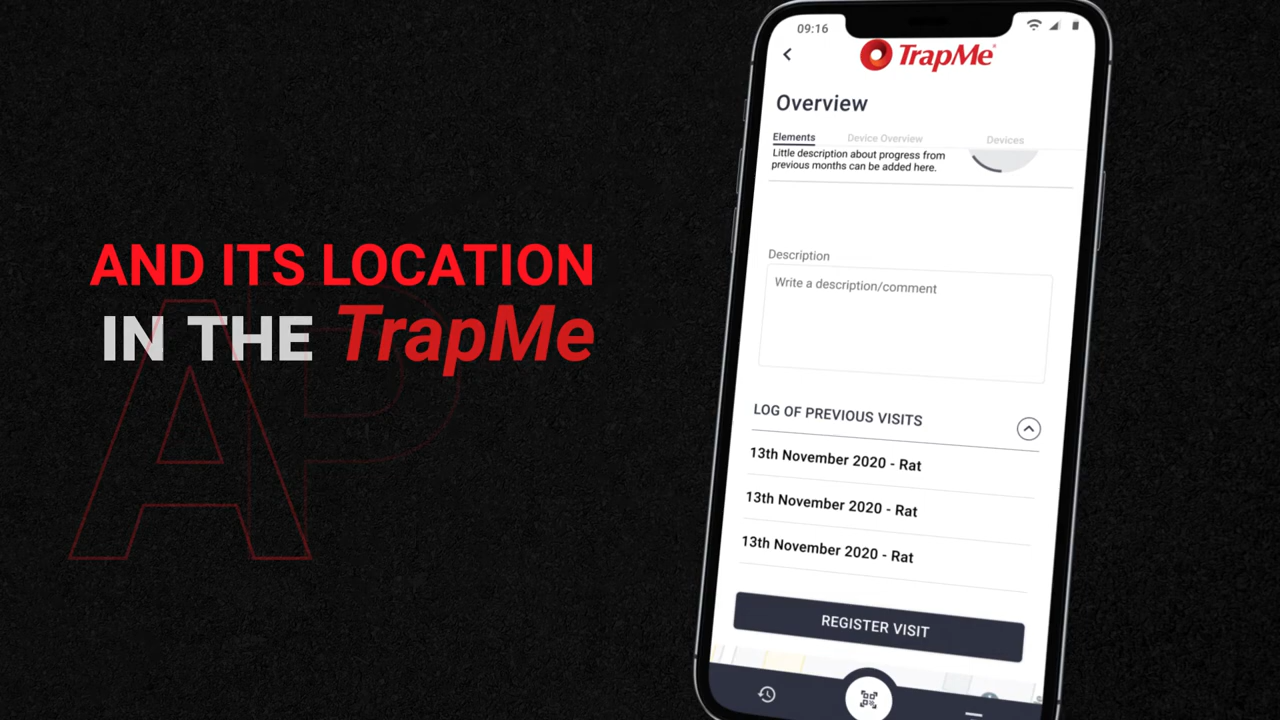 AND ITS LOCATION
IN THE TrapMe
AP
09:16
TrapMe®
Overview
Elements
Device Overview
Devices
Little description about progress from
previous months can be added here.
Description
Write a description/comment
LOG OF PREVIOUS VISITS
13th November 2020 - Rat
13th November 2020 - Rat
13th November 2020 - Rat
REGISTER VISIT